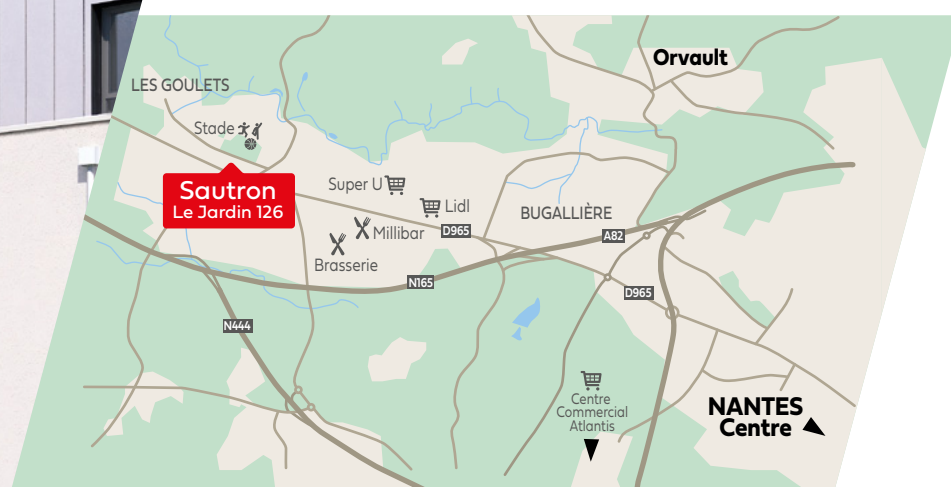 Orvault
LES GOULETS
Stade
Super U
Sautron
Le Jardin 126
Lidl
BUGALLIÈRE
Millibar
D965
A82
Brasserie
N165
D965
N444
Centre
Commercial
Atlantis
NANTES
Centre